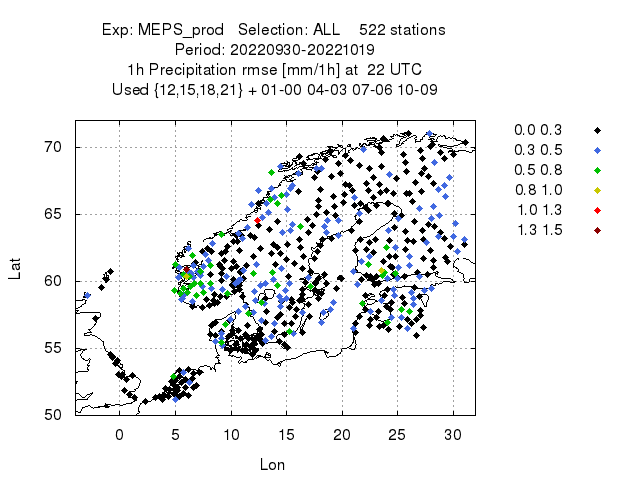 Exp: MEPS_prod   Selection: ALL    522 stations
Period: 20220930-20221019
1h Precipitation rmse [mm/1h] at  22 UTC
Used {12,15,18,21} + 01-00 04-03 07-06 10-09
0.0 0.3
0.3 0.5
0.5 0.8
0.8 1.0
1.0 1.3
1.3 1.5
70
65
60
55
50
Lat
0 5 10 15 20 25 30
Lon